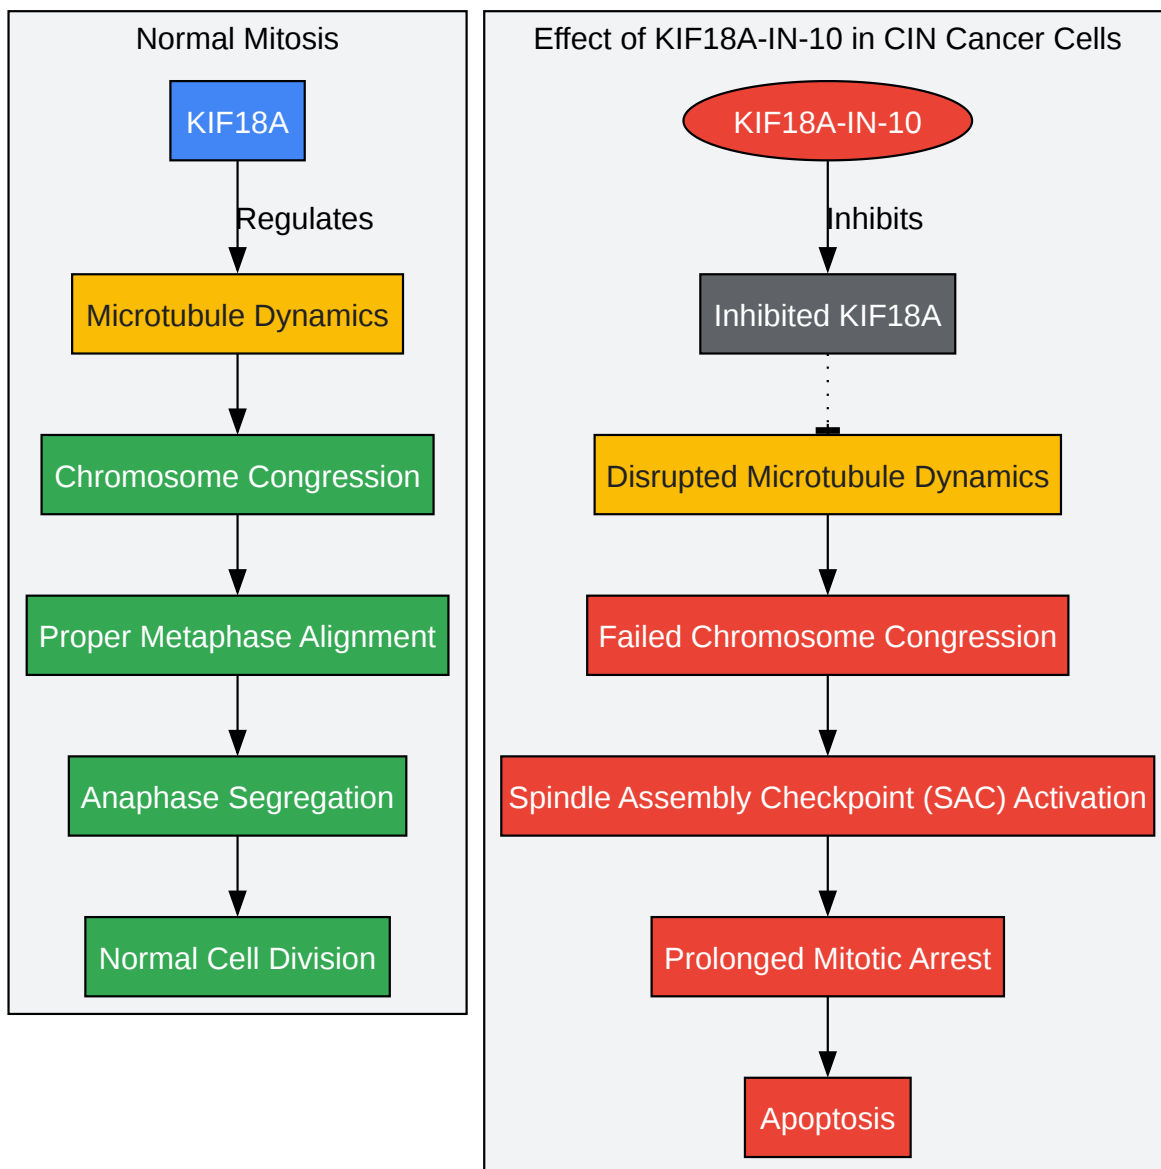 Normal Mitosis
KIF18A
Regulates
Microtubule Dynamics
Chromosome Congression
Proper Metaphase Alignment
Anaphase Segregation
Normal Cell Division
Effect of KIF18A-IN-10 in CIN Cancer Cells
KIF18A-IN-10
Inhibits
Inhibited KIF18A
Disrupted Microtubule Dynamics
Failed Chromosome Congression
Spindle Assembly Checkpoint (SAC) Activation
Prolonged Mitotic Arrest
Apoptosis